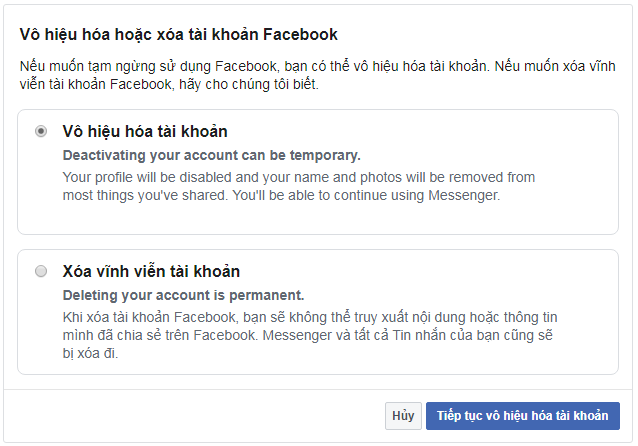 Vô hiệu hóa hoặc xóa tài khoản Facebook
Nếu muốn tạm ngừng sử dụng Facebook, bạn có thể vô hiệu hóa tài khoản. Nếu muốn xóa vĩnh
viễn tài khoản Facebook, hãy cho chúng tôi biết.
Vô hiệu hóa tài khoản
Deactivating your account can be temporary.
Your profile will be disabled and your name and photos will be removed from
most things you've shared. You'll be able to continue using Messenger.
Xóa vĩnh viễn tài khoản
Deleting your account is permanent.
Khi xóa tài khoản Facebook, bạn sẽ không thể truy xuất nội dung hoặc thông tin
mình đã chia sẻ trên Facebook. Messenger và tất cả Tin nhắn của bạn cũng sẽ
bị xóa đi.
Hủy
Tiếp tục vô hiệu hóa tài khoản